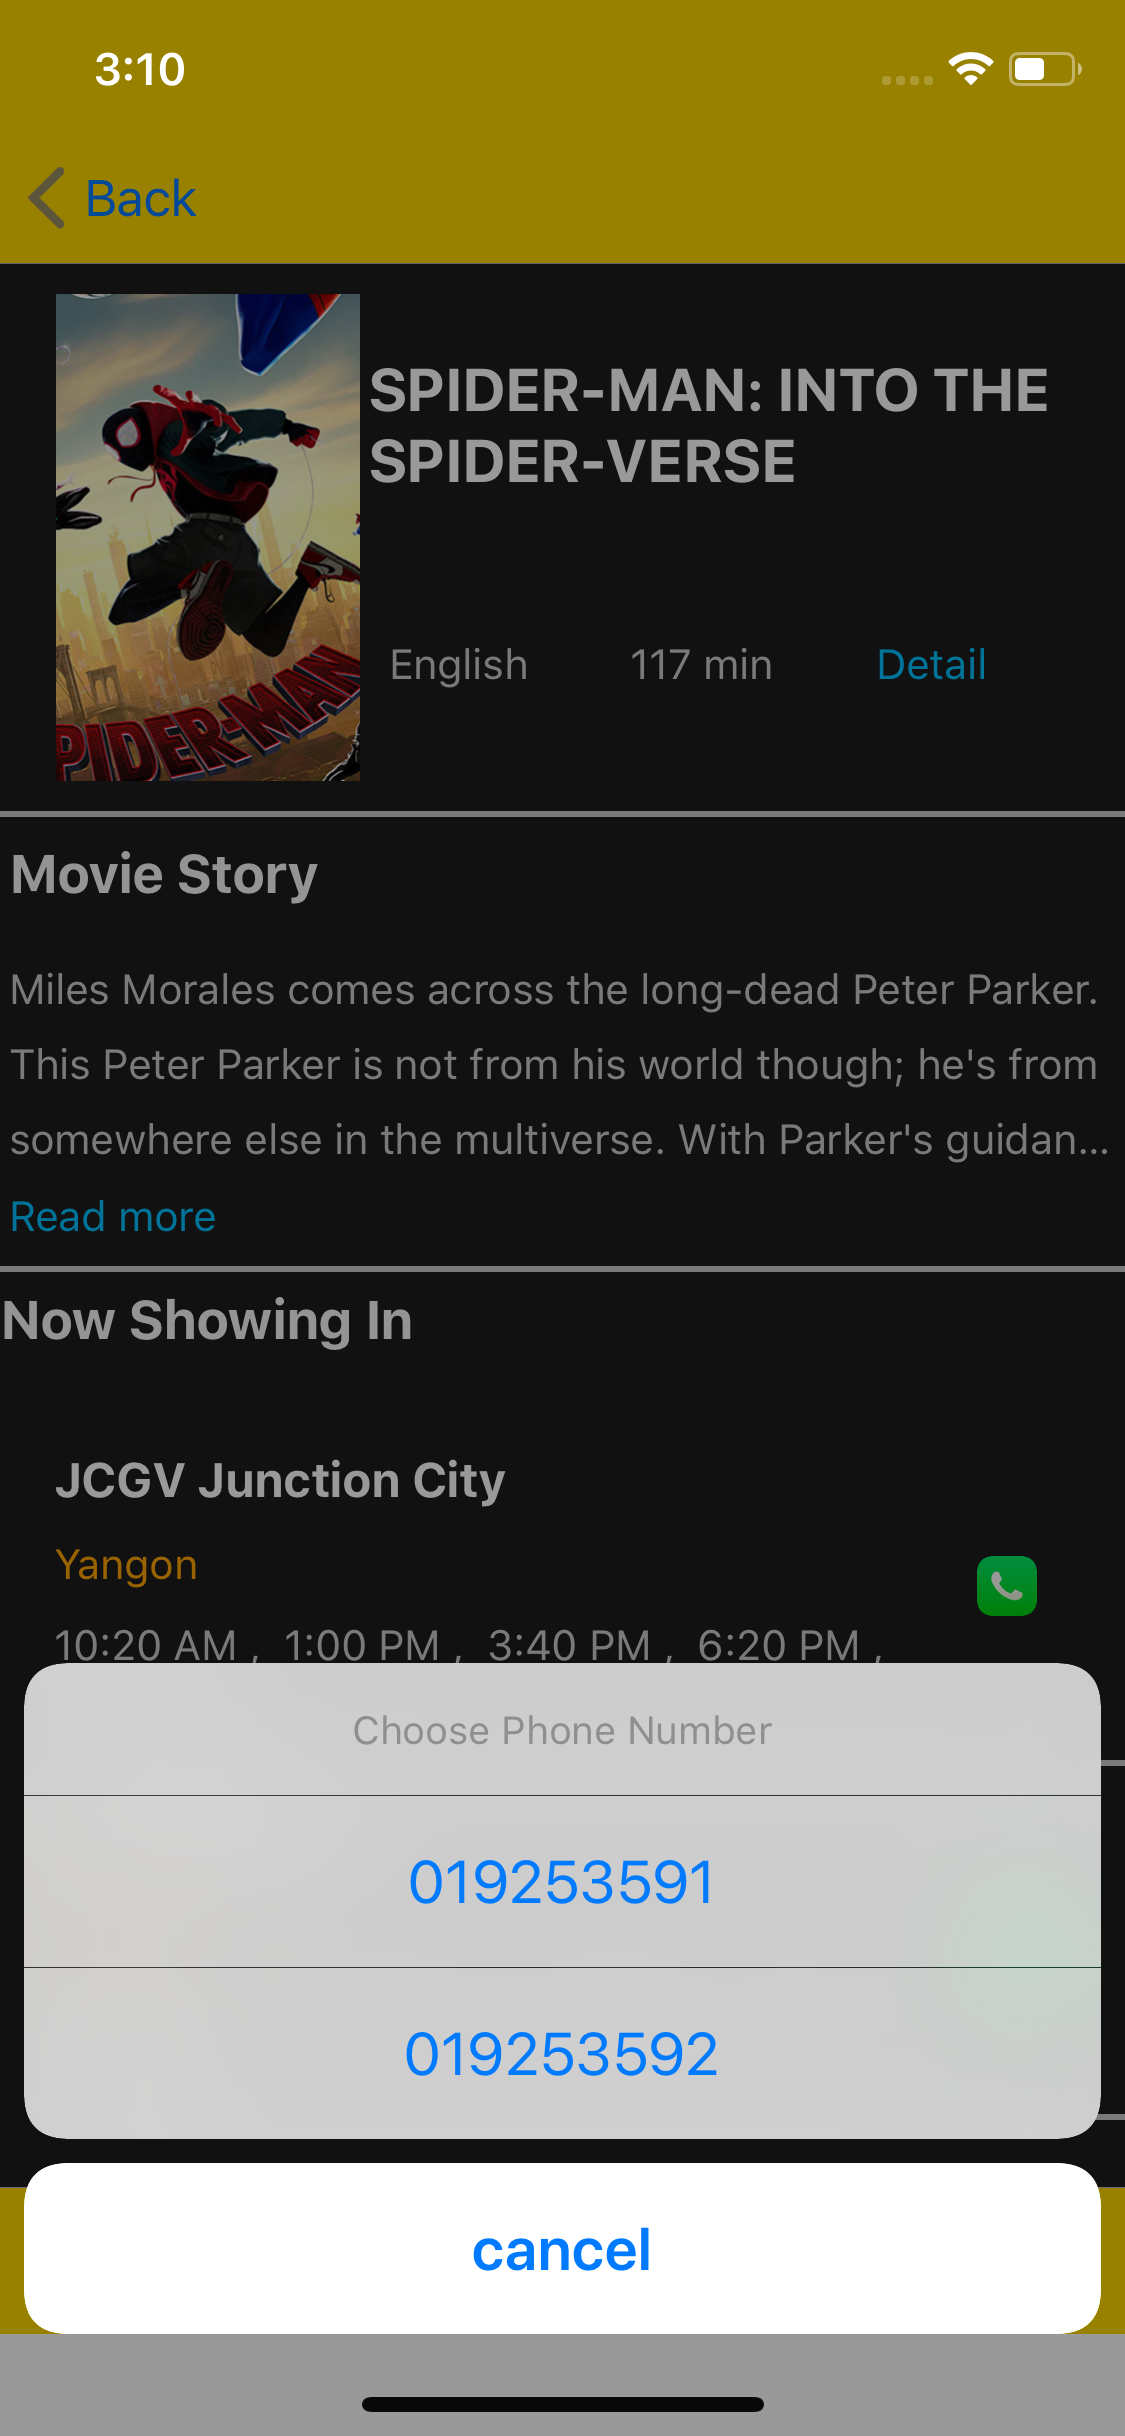 3:10
Back
SPIDER-MAN: INTO THE
SPIDER-VERSE
English 117 min Detail
PIDER-MAN
Movie Story
Miles Morales comes across the long-dead Peter Parker.
This Peter Parker is not from his world though; he's from
somewhere else in the multiverse. With Parker's guidan...
Read more
Now Showing In
JCGV Junction City
Yangon
10:20 AM , 1:00 PM , 3:40 PM , 6:20 PM ,
Choose Phone Number
019253591
019253592
cancel